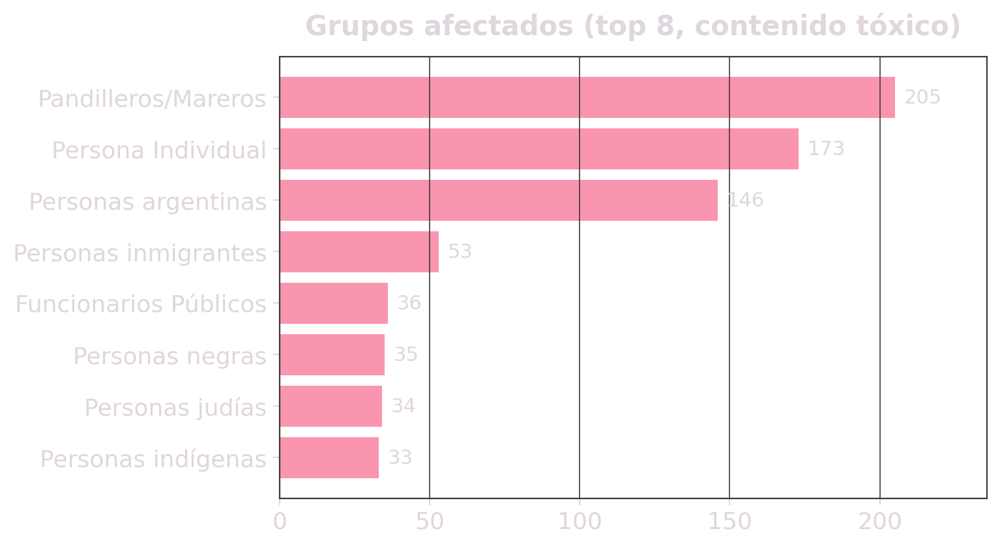 Grupos afectados (top 8, contenido tóxico)
Pandilleros/Mareros 205
Persona Individual 173
Personas argentinas 146
Personas inmigrantes 53
Funcionarios Públicos 36
Personas negras 35
Personas judías 34
Personas indígenas 33
0 50 100 150 200